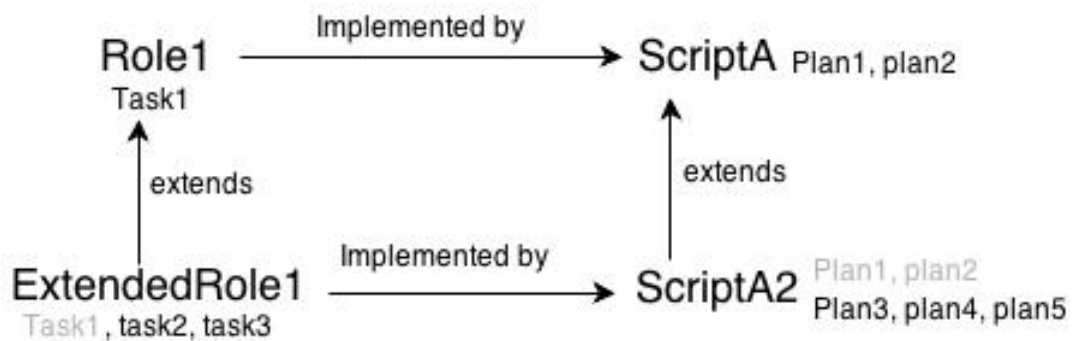 Implemented by
Role1
ScriptA Plan1, plan2
Task1
extends
extends
Implemented by
ExtendedRole1
ScriptA2
Plan1, plan2
Plan3, plan4, plan5
Task1, task2, task3